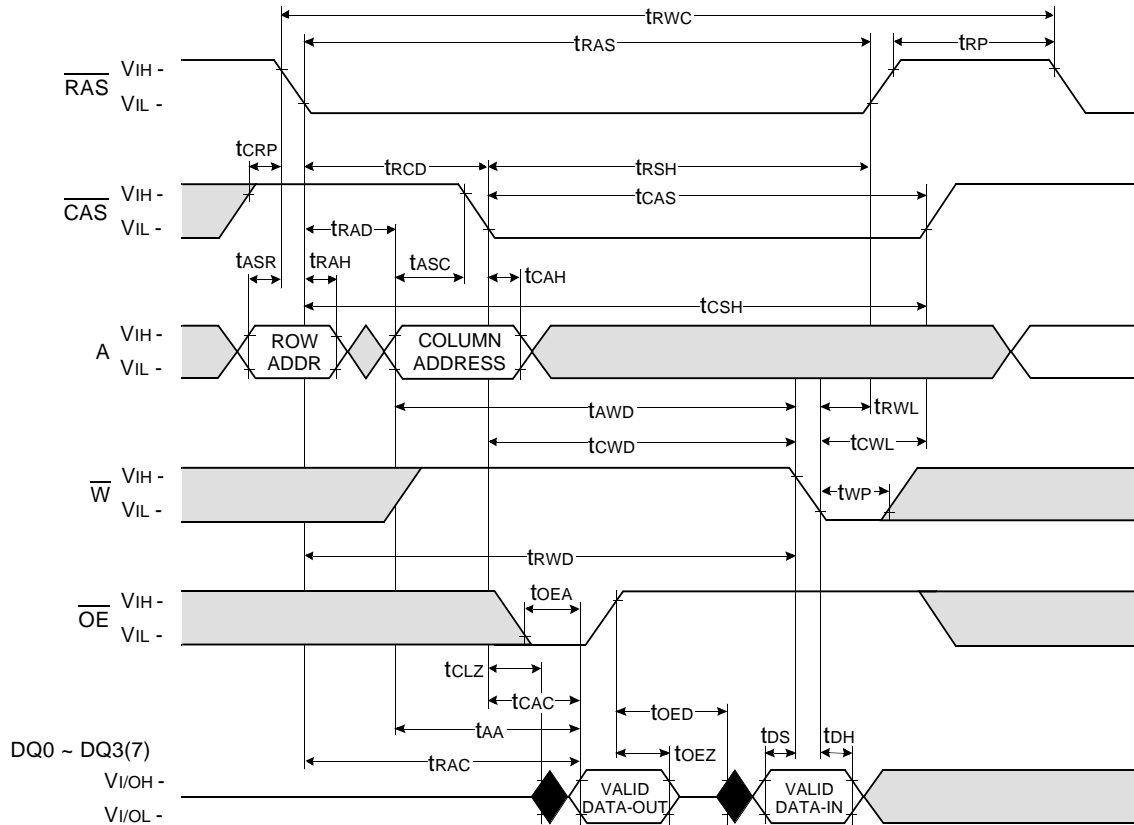 tRWC
tRAS
tRP
RAS
VIH -
VIL -
tCRP
tRCD
tRSH
CAS
VIH -
VIL -
tCAS
tRAD
tASR
tRAH
tASC
tCAH
tCSH
A
VIH -
VIL -
ROW
ADDR
COLUMN
ADDRESS
tAWD
tRWL
tCWD
tCWL
W
VIH -
VIL -
tWP
tRWD
OE
VIH -
VIL -
tOEA
tCLZ
tCAC
tOED
tAA
tOEZ
tDS
tDH
DQ0 ~ DQ3(7)
tRAC
VI/OH -
VI/OL -
VALID
DATA-OUT
VALID
DATA-IN